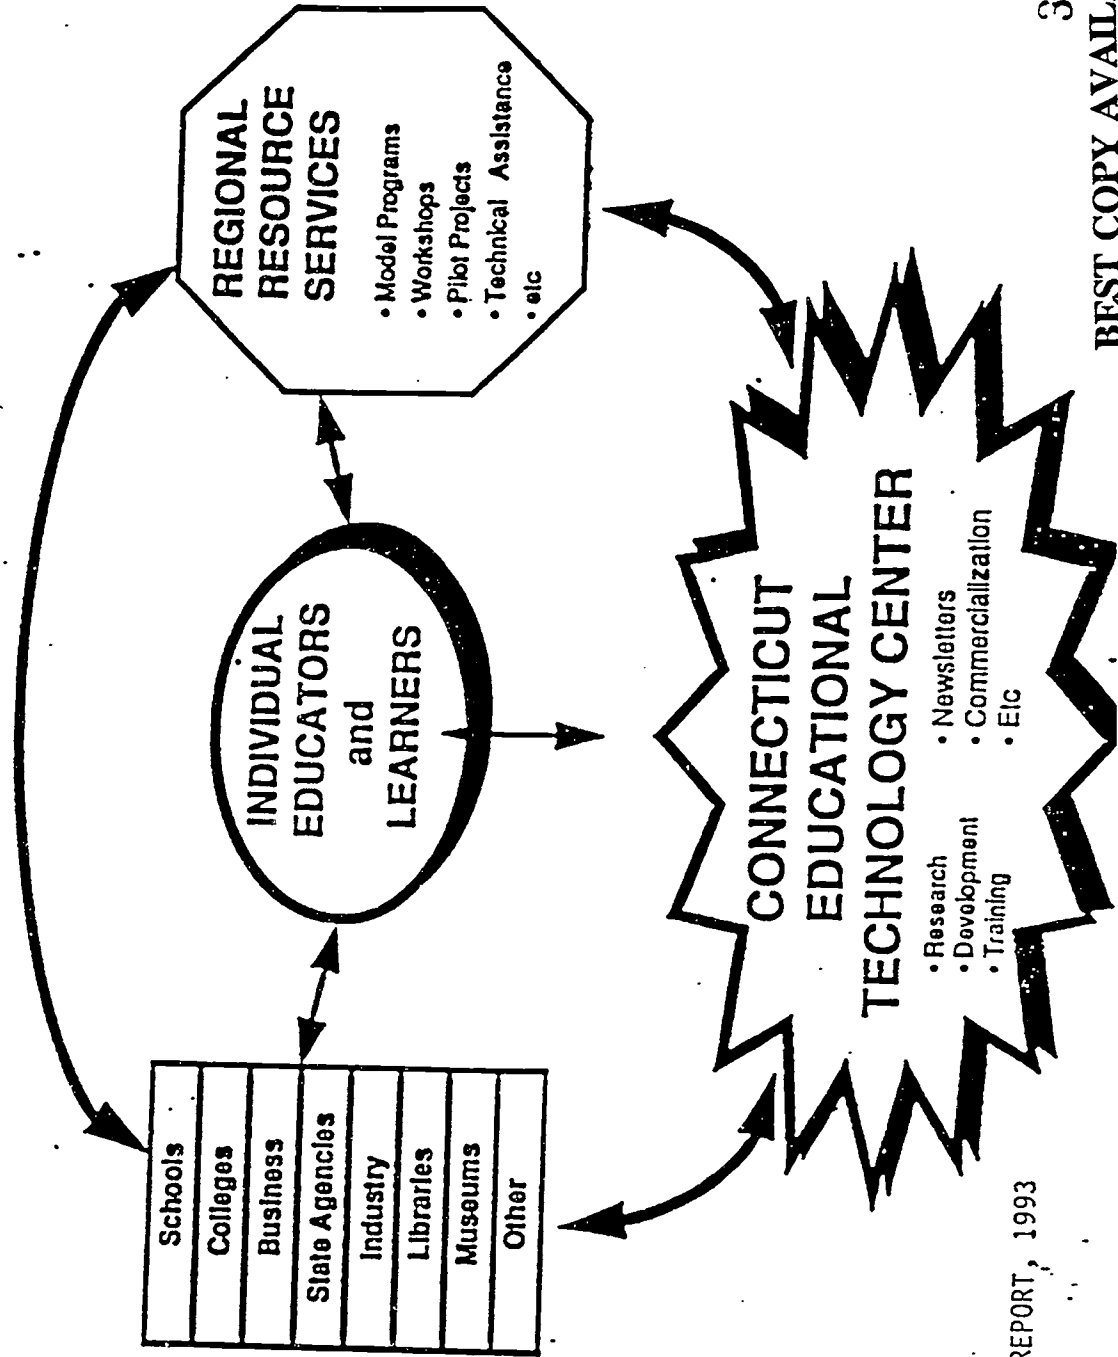 Schools
Colleges
Business
State Agencies
Industry
Libraries
Museums
Other
INDIVIDUAL
EDUCATORS
and
LEARNERS
REGIONAL
RESOURCE
SERVICES
• Model Programs
• Workshops
• Pilot Projects
• Technical Assistance
• etc
CONNECTICUT
EDUCATIONAL
TECHNOLOGY CENTER
• Research
• Development
• Training
• Newsletters
• Commercialization
• Etc
REPORT, 1993
3
BEST COPY AVAIL